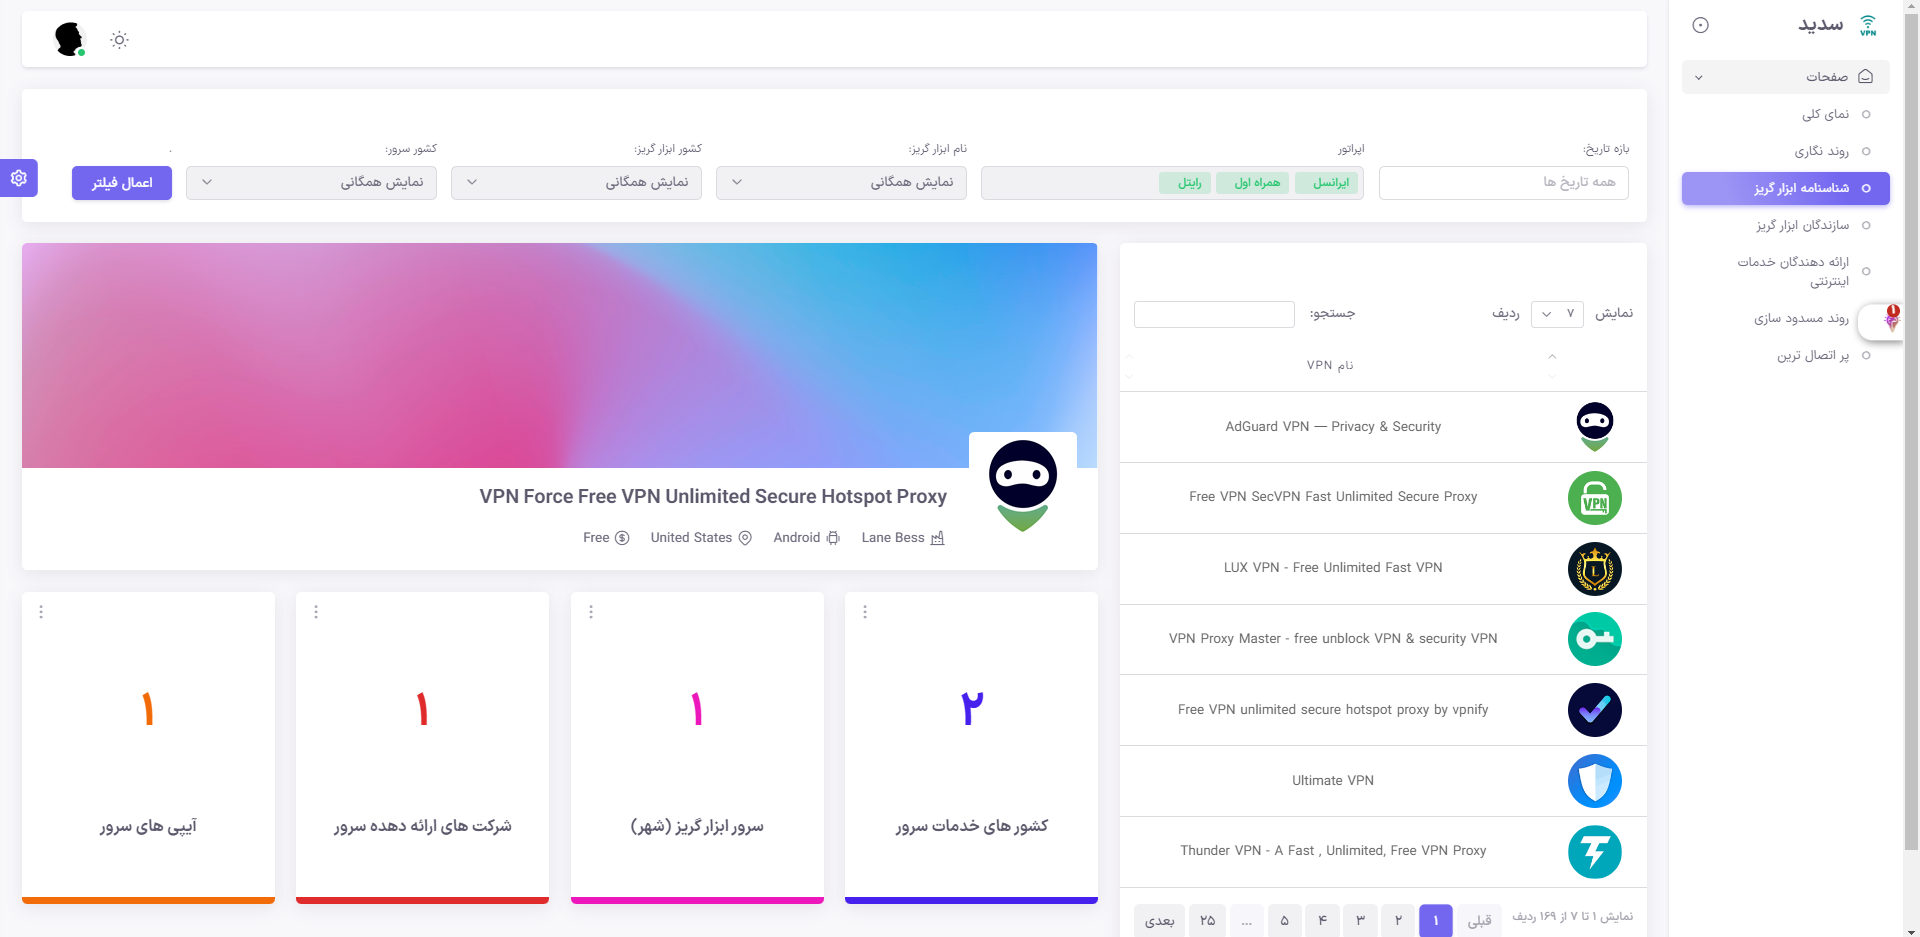 سدید
VPN
صفحات
نمای کلی
روند نگاری
شناسنامه ابزار گریز
سازندگان ابزار گریز
ارائه دهندگان خدمات
اینترنتی
روند مسدود سازی
۱
پر اتصال ترین
بازه تاریخ:
همه تاریخ ها
اپراتور
ایرانسل
همراه اول
رایتل
نام ابزار گریز:
نمایش همگانی
کشور ابزار گریز:
نمایش همگانی
کشور سرور:
نمایش همگانی
.
اعمال فیلتر
نمایش ۷ ردیف
جستجو:
نام VPN
AdGuard VPN — Privacy & Security
VPN
Free VPN SecVPN Fast Unlimited Secure Proxy
L
LUX VPN - Free Unlimited Fast VPN
VPN Proxy Master - free unblock VPN & security VPN
Free VPN unlimited secure hotspot proxy by vpnify
Ultimate VPN
Thunder VPN - A Fast , Unlimited, Free VPN Proxy
نمایش ۱ تا ۷ از ۱۶۹ ردیف
قبلی ۱ ۲ ۳ ۴ ۵ … ۲۵ بعدی
VPN Force Free VPN Unlimited Secure Hotspot Proxy
Free United States Android Lane Bess
۲
کشور های خدمات سرور
۱
سرور ابزار گریز (شهر)
۱
شرکت های ارائه دهده سرور
۱
آیپی های سرور